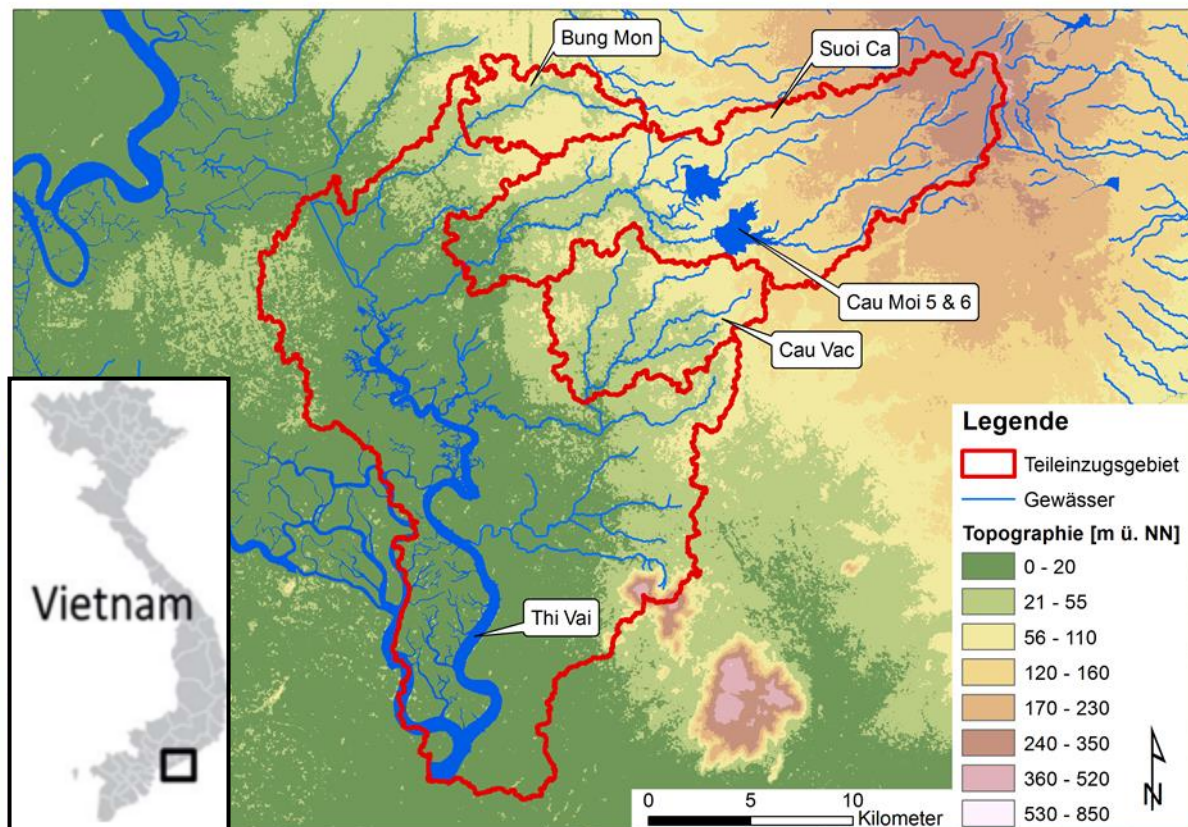 Bung Mon
Suoi Ca
Cau Moi 5 & 6
Cau Vac
Thi Vai
Vietnam
Legende
Teileinzugsgebiet
Gewässer
Topographie [m ü. NN]
0 - 20
21 - 55
56 - 110
120 - 160
170 - 230
240 - 350
360 - 520
530 - 850
0 5 10
Kilometer
N